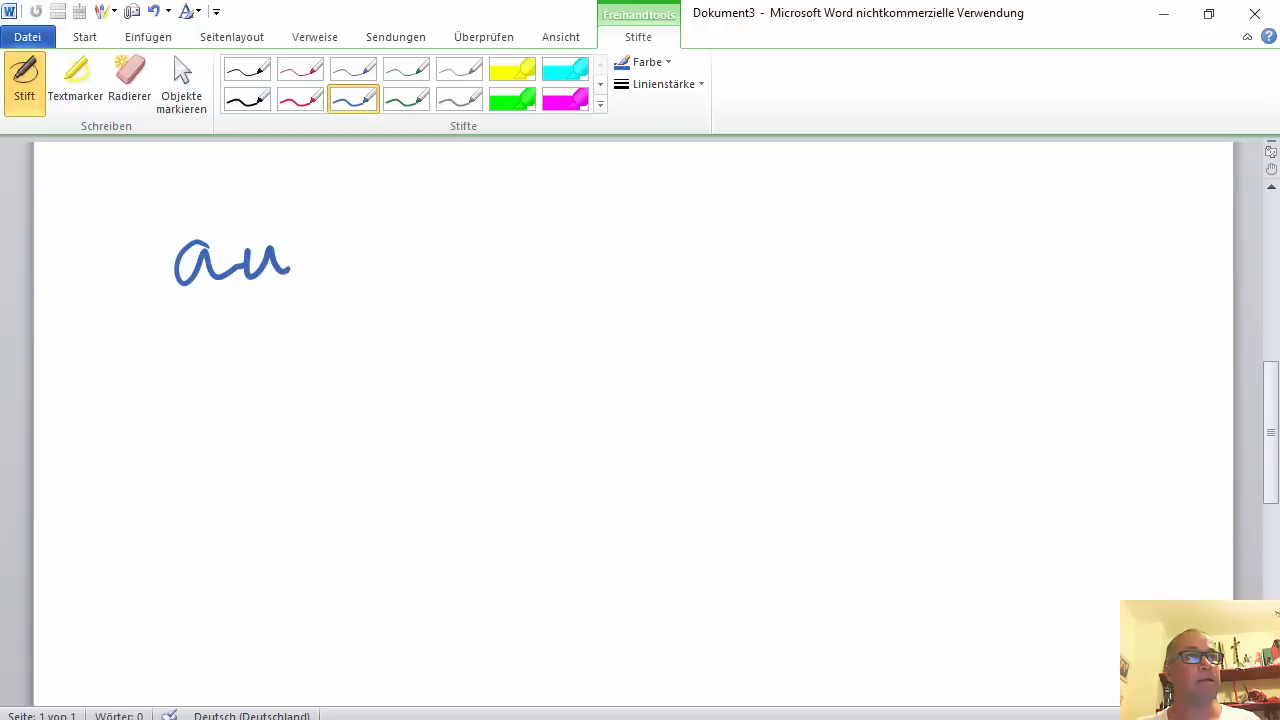 Freihandtools
Dokument3 - Microsoft Word nichtkommerzielle Verwendung
Datei Start Einfügen Seitenlayout Verweise Sendungen Überprüfen Ansicht Stifte
Stift Textmarker Radierer Objekte markieren
Farbe
Linienstärke
Schreiben Stifte
au
Seite: 1 von 1 Wörter: 0 Deutsch (Deutschland)